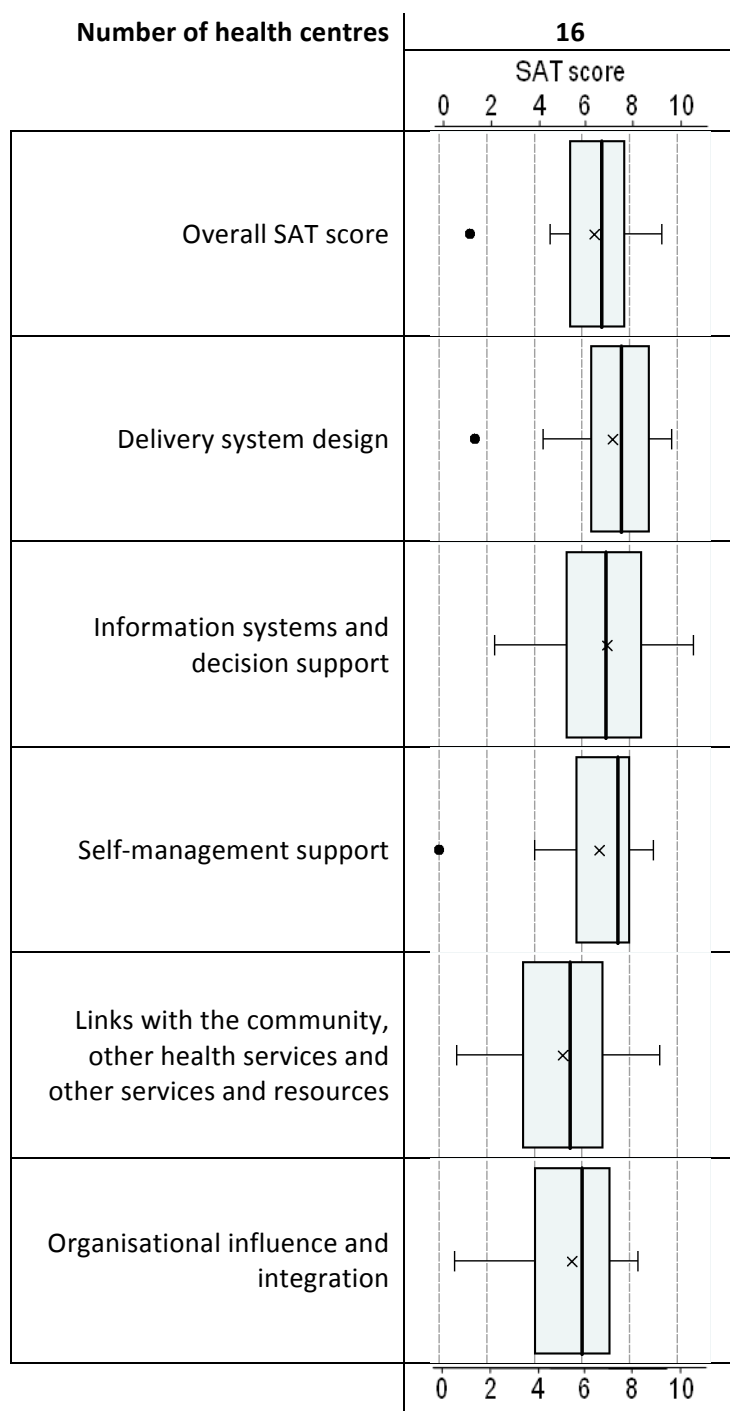 Number of health centres
16
SAT score
0 2 4 6 8 10
Overall SAT score
Delivery system design
Information systems and
decision support
Self-management support
Links with the community,
other health services and
other services and resources
Organisational influence and
integration
0 2 4 6 8 10